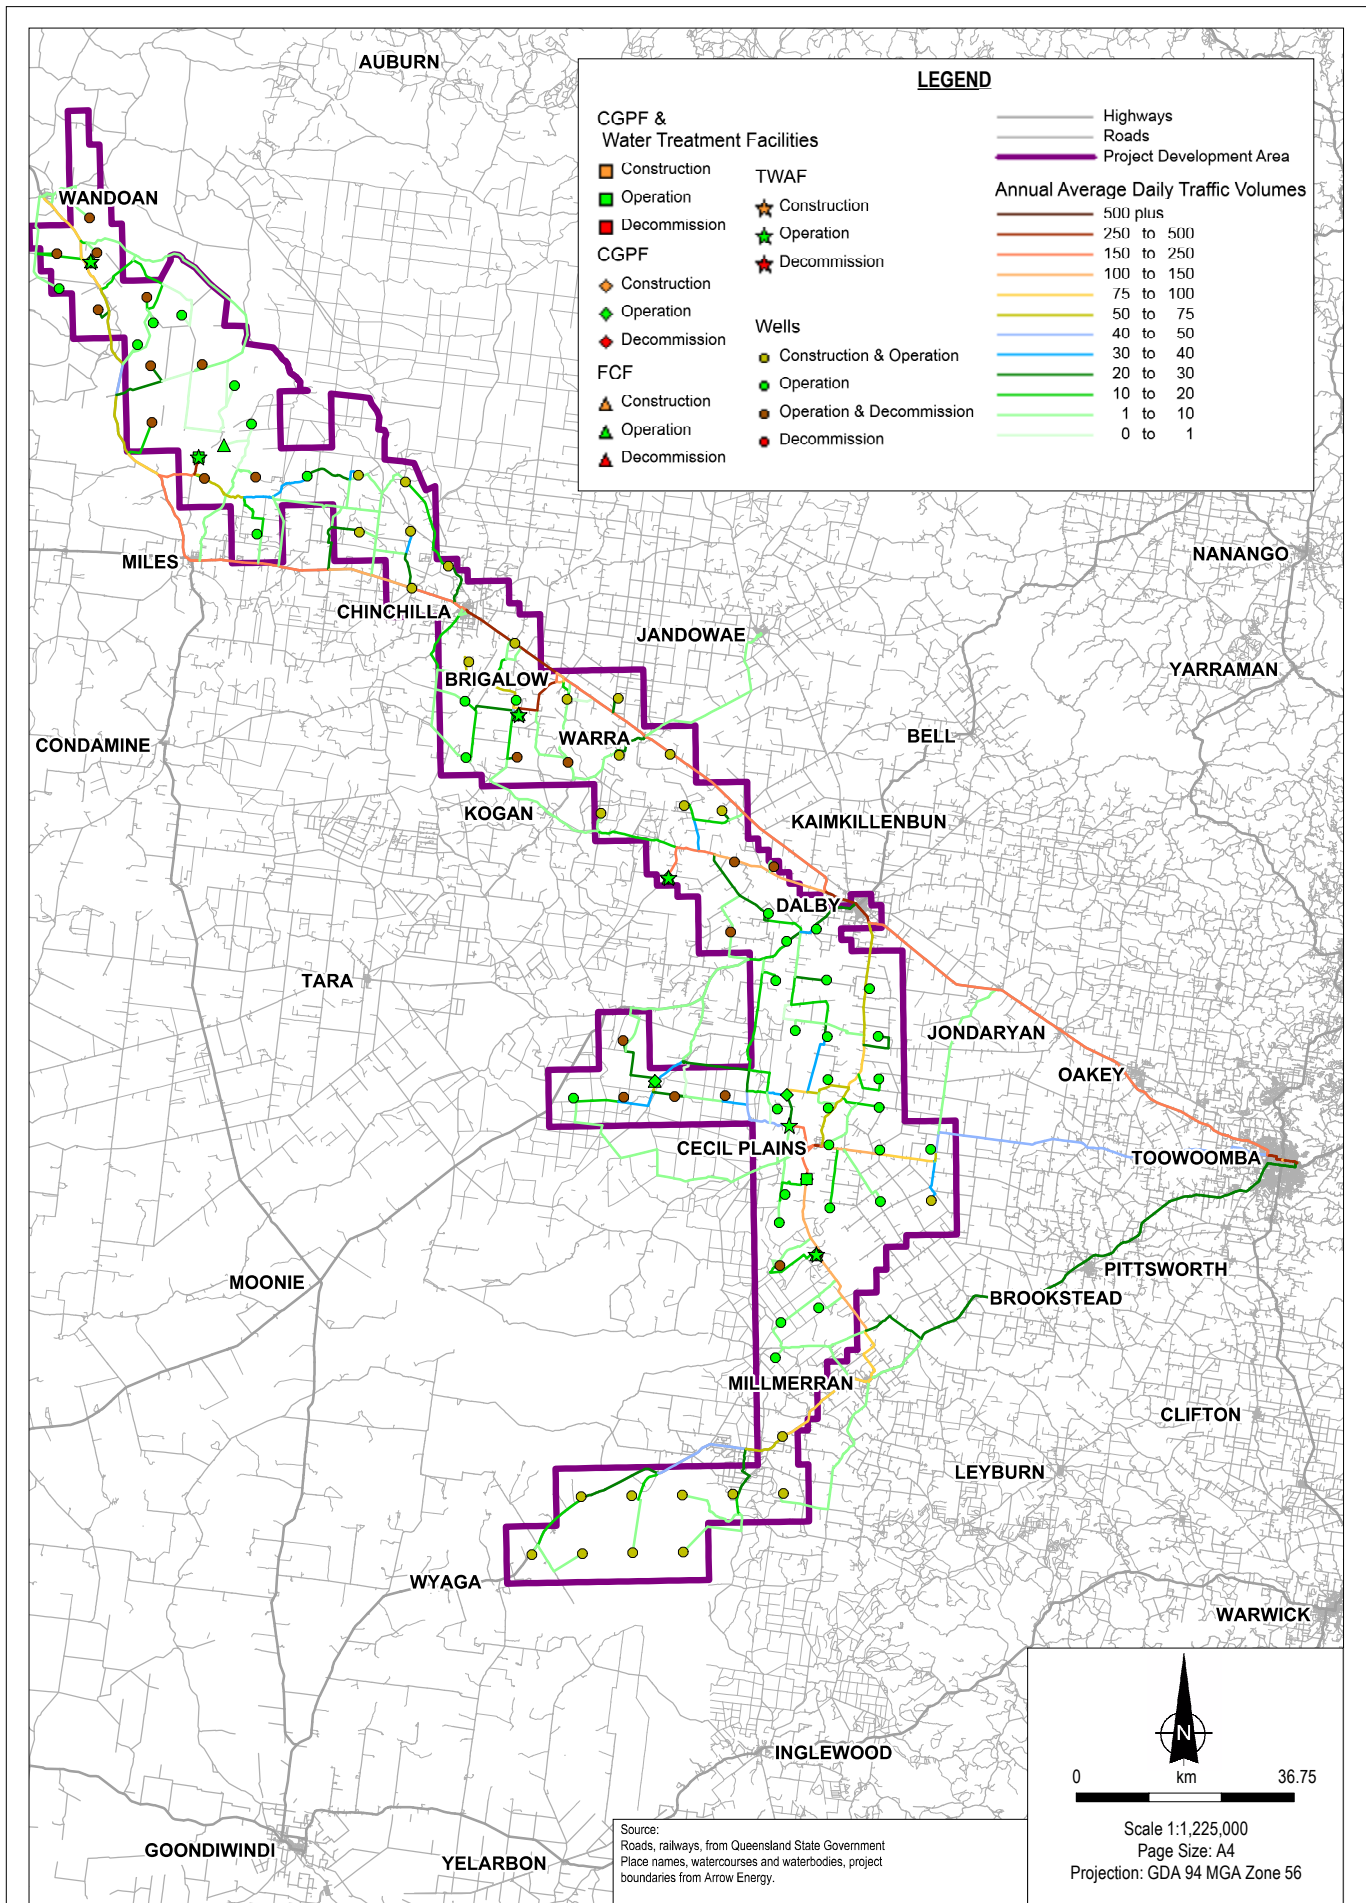 AUBURN
LEGEND
CGPF &
Water Treatment Facilities
Construction
Operation
Decommission
CGPF
Construction
Operation
Decommission
FCF
Construction
Operation
Decommission
TWAF
Construction
Operation
Decommission
Wells
Construction & Operation
Operation
Operation & Decommission
Decommission
Highways
Roads
Project Development Area
Annual Average Daily Traffic Volumes
500 plus
250 to 500
150 to 250
100 to 150
75 to 100
50 to 75
40 to 50
30 to 40
20 to 30
10 to 20
1 to 10
0 to 1
WANDOAN
NANANGO
MILES
CHINCHILLA
JANDOWAE
YARRAMAN
BRIGALOW
CONDAMINE
WARRA
BELL
KOGAN
KAIMKILLENBUN
DALBY
TARA
JONDARYAN
OAKEY
CECIL PLAINS
TOOWOOMBA
MOONIE
PITTSWORTH
BROOKSTEAD
MILLMERRAN
CLIFTON
LEYBURN
WYAGA
WARWICK
INGLEWOOD
GOONDIWINDI
YELARBON
N
0 km 36.75
Scale 1:1,225,000
Page Size: A4
Projection: GDA 94 MGA Zone 56
Source:
Roads, railways, from Queensland State Government
Place names, watercourses and waterbodies, project
boundaries from Arrow Energy.